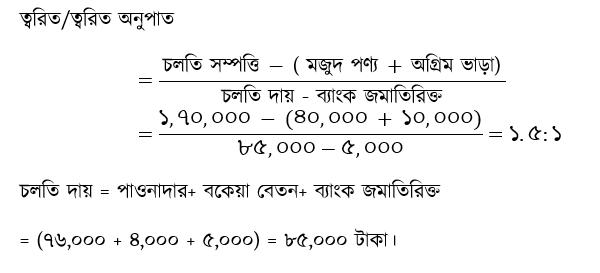 ত্বরিত/ত্বরিত অনুপাত
= চলতি সম্পত্তি − ( মজুদ পণ্য + অগ্রিম ভাড়া)
চলতি দায় - ব্যাংক জমাতিরিক্ত
= ১,৭০,০০০ − (৪০,০০০ + ১০,০০০)
৮৫,০০০ − ৫,০০০
= ১.৫:১
চলতি দায় = পাওনাদার+ বকেয়া বেতন+ ব্যাংক জমাতিরিক্ত
= (৭৬,০০০ + ৪,০০০ + ৫,০০০) = ৮৫,০০০ টাকা।